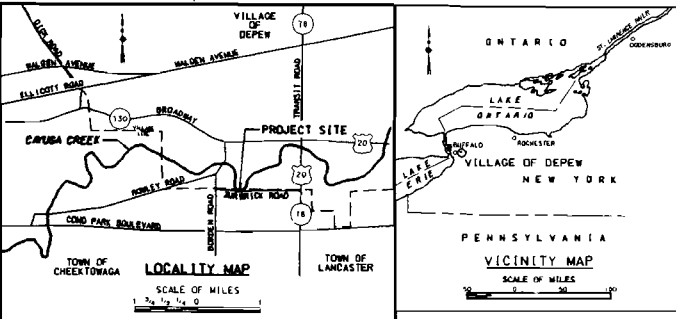 VILLAGE
OF
DEPEW
78
DICK ROAD
WALDEN AVENUE
WALDEN AVENUE
ELLICOTT ROAD
TRANSIT ROAD
130
VILLAGE
LINE
BROADWAY
PROJECT SITE
20
CAYUGA CREEK
20
ROWLEY ROAD
BORDEN ROAD
COMO PARK BOULEVARD
TOWN OF
CHEEKTOWAGA
LOCALITY MAP
TOWN OF
LANCASTER
SCALE OF MILES
1 3/4 1/2 1/4 0 1
ONTARIO
ST. LAWRENCE RIVER
OGDENSBURG
LAKE
ONTARIO
ROCHESTER
BUFFALO
VILLAGE OF DEPEW
LAKE
ERIE
NEW YORK
PENNSYLVANIA
VICINITY MAP
SCALE OF MILES
50 0 50 100